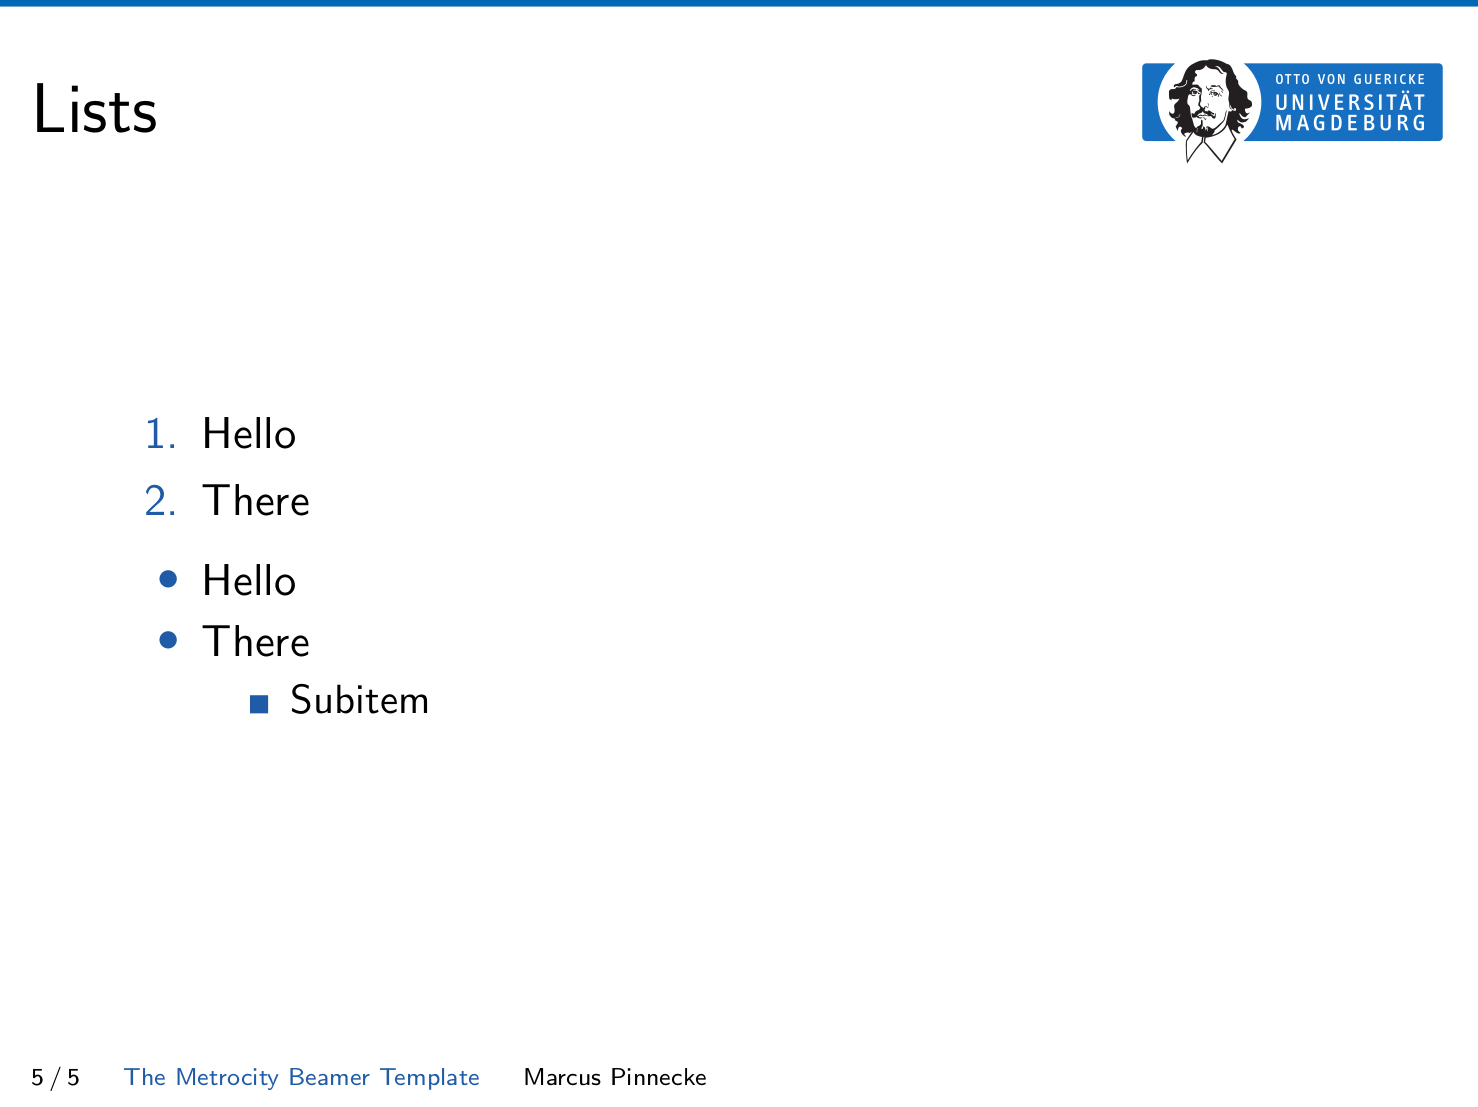 Lists
OTTO VON GUERICKE
UNIVERSITÄT
MAGDEBURG
1. Hello
2. There
• Hello
• There
■ Subitem
5 / 5 The Metrocity Beamer Template Marcus Pinnecke